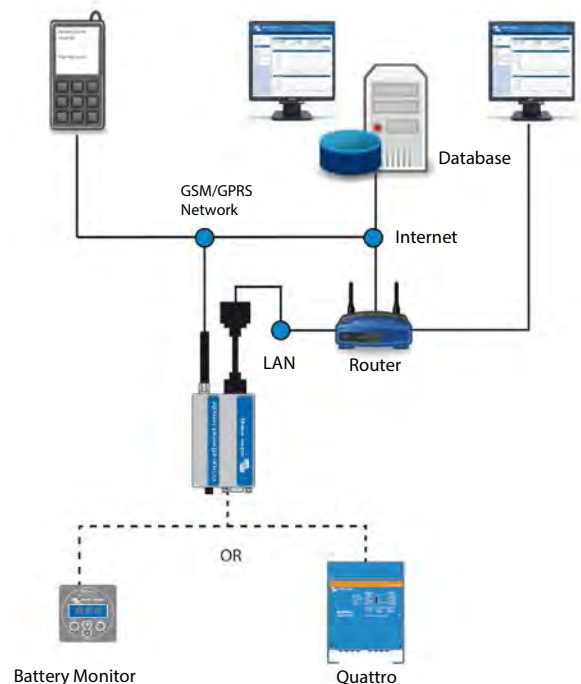 Database
GSM/GPRS
Network
Internet
LAN
Router
OR
Battery Monitor
Quattro